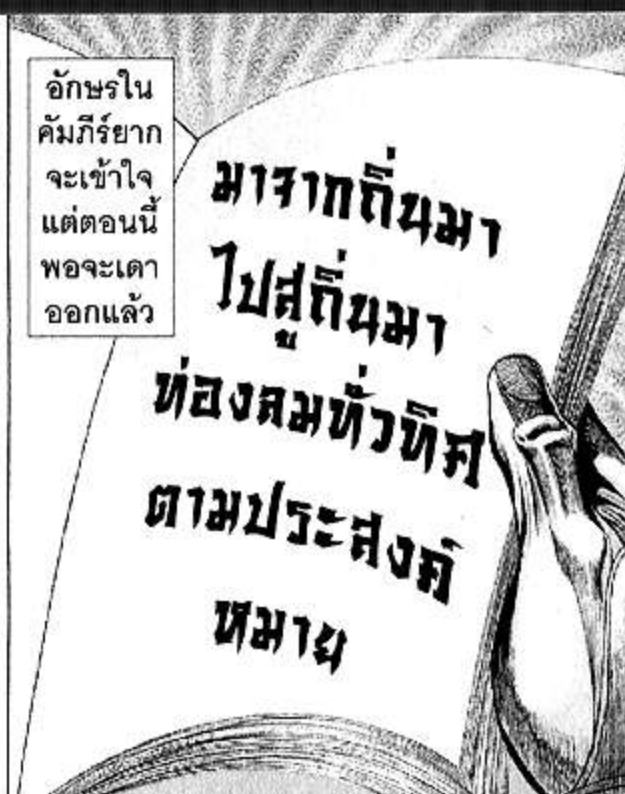 อักษรใน
คัมภีร์ยาก
จะเข้าใจ
แต่ตอนนี้
พอจะเดา
ออกแล้ว
มาจากถิ่นมา
ไปสู่ถิ่นมา
ท่องลมทั่วทิศ
ตามประสงค์
หมาย